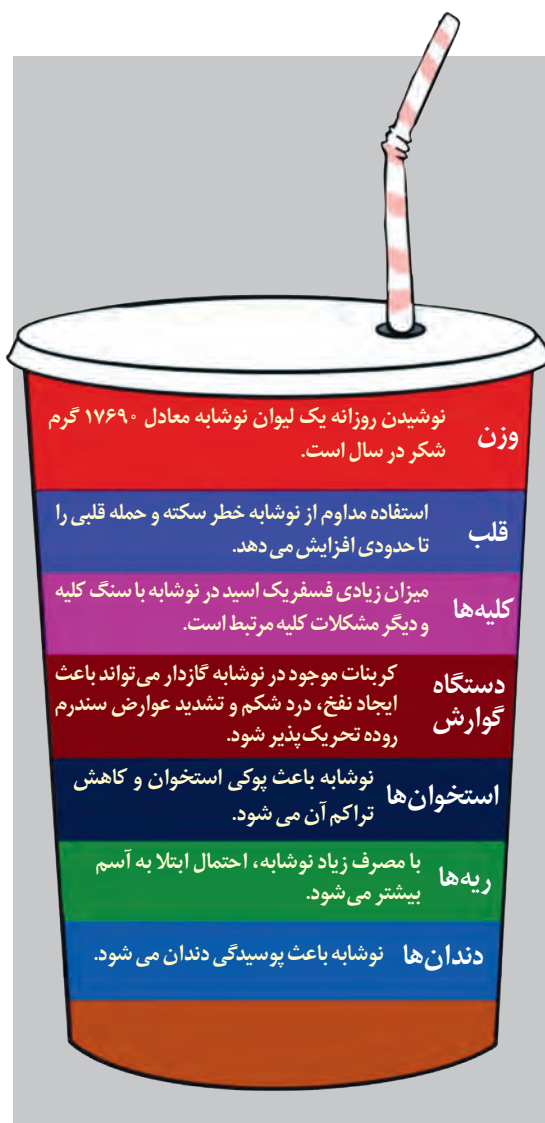 وزن
نوشیدن روزانه یک لیوان نوشابه معادل ۱۷۶۹۰ گرم
شکر در سال است.
قلب
استفاده مداوم از نوشابه خطر سکته و حمله قلبی را
تا حدودی افزایش می دهد.
کلیه‌ها
میزان زیادی فسفریک اسید در نوشابه با سنگ کلیه
و دیگر مشکلات کلیه مرتبط است.
دستگاه
گوارش
کربنات موجود در نوشابه گازدار می‌تواند باعث
ایجاد نفخ، درد شکم و تشدید عوارض سندرم
روده تحریک‌پذیر شود.
استخوان‌ها
نوشابه باعث پوکی استخوان و کاهش
تراکم آن می شود.
ریه‌ها
با مصرف زیاد نوشابه، احتمال ابتلا به آسم
بیشتر می‌شود.
دندان‌ها
نوشابه باعث پوسیدگی دندان می شود.